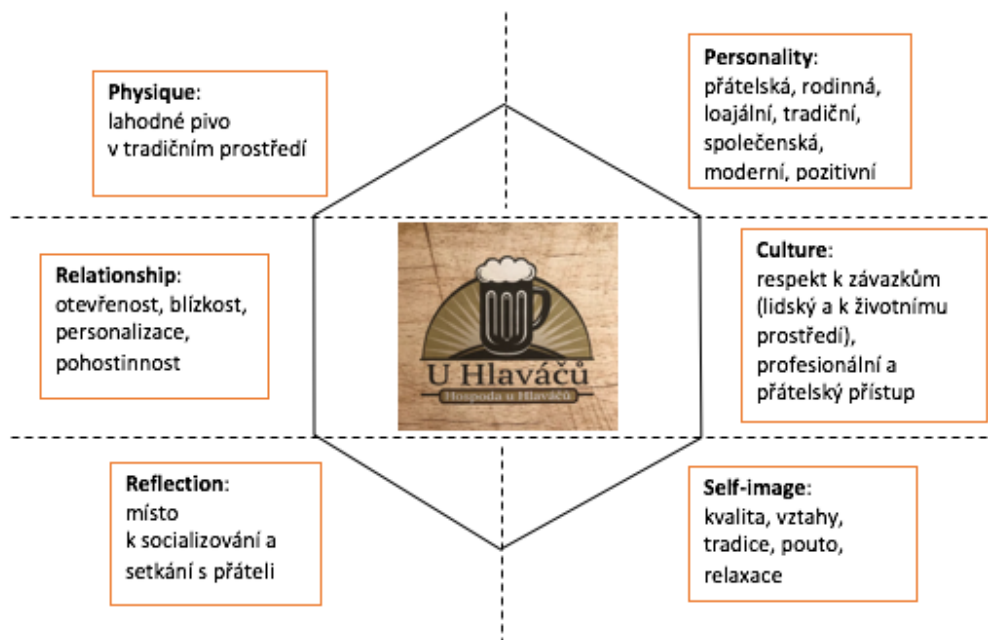 Physique:
lahodné pivo
v tradičním prostředí
Personality:
přátelská, rodinná,
loajální, tradiční,
společenská,
moderní, pozitivní
Relationship:
otevřenost, blízkost,
personalizace,
pohostinnost
U Hlaváčů
Hospoda u Hlaváčů
Culture:
respekt k závazkům
(lidský a k životnímu
prostředí),
profesionální a
přátelský přístup
Reflection:
místo
k socializování a
setkání s přáteli
Self-image:
kvalita, vztahy,
tradice, pouto,
relaxace